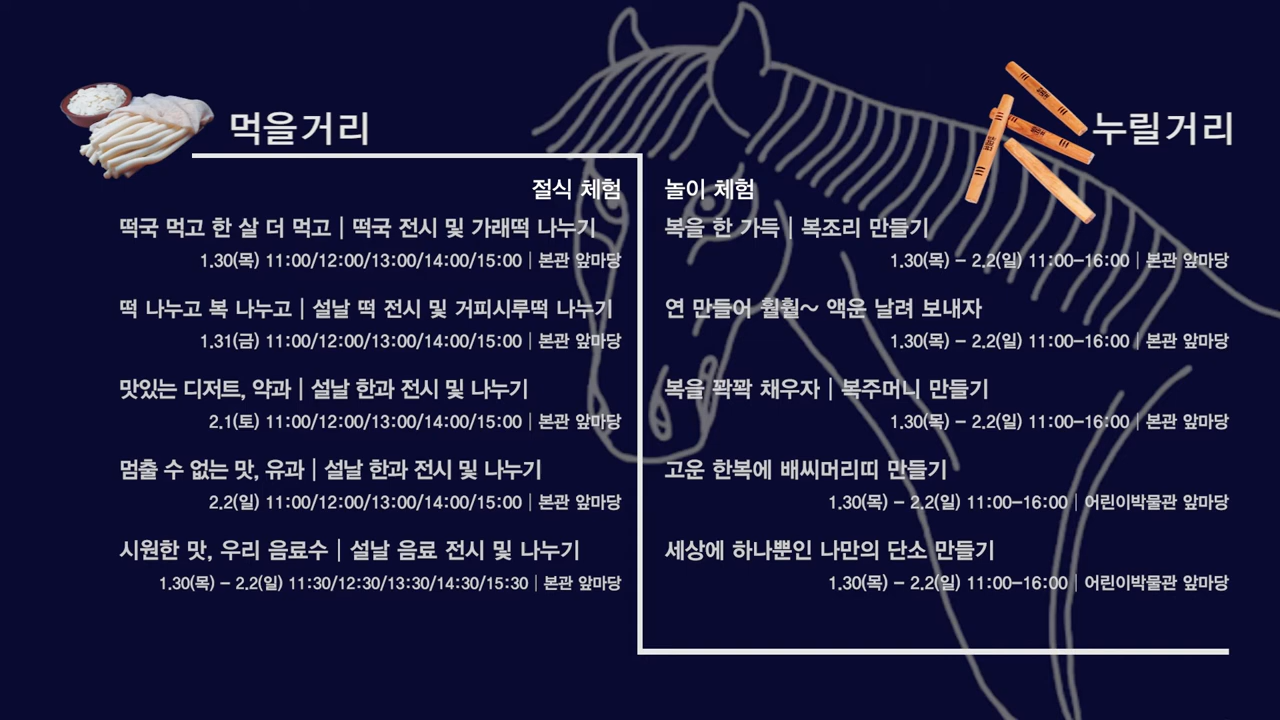 먹을거리
절식 체험
떡국 먹고 한 살 더 먹고 | 떡국 전시 및 가래떡 나누기
1.30(목) 11:00/12:00/13:00/14:00/15:00 | 본관 앞마당
떡 나누고 복 나누고 | 설날 떡 전시 및 거피시루떡 나누기
1.31(금) 11:00/12:00/13:00/14:00/15:00 | 본관 앞마당
맛있는 디저트, 약과 | 설날 한과 전시 및 나누기
2.1(토) 11:00/12:00/13:00/14:00/15:00 | 본관 앞마당
멈출 수 없는 맛, 유과 | 설날 한과 전시 및 나누기
2.2(일) 11:00/12:00/13:00/14:00/15:00 | 본관 앞마당
시원한 맛, 우리 음료수 | 설날 음료 전시 및 나누기
1.30(목) - 2.2(일) 11:30/12:30/13:30/14:30/15:30 | 본관 앞마당
누릴거리
놀이 체험
복을 한 가득 | 복조리 만들기
1.30(목) - 2.2(일) 11:00-16:00 | 본관 앞마당
연 만들어 훨훨~ 액운 날려 보내자
1.30(목) - 2.2(일) 11:00-16:00 | 본관 앞마당
복을 꽉꽉 채우자 | 복주머니 만들기
1.30(목) - 2.2(일) 11:00-16:00 | 본관 앞마당
고운 한복에 배씨머리띠 만들기
1.30(목) - 2.2(일) 11:00-16:00 | 어린이박물관 앞마당
세상에 하나뿐인 나만의 단소 만들기
1.30(목) - 2.2(일) 11:00-16:00 | 어린이박물관 앞마당